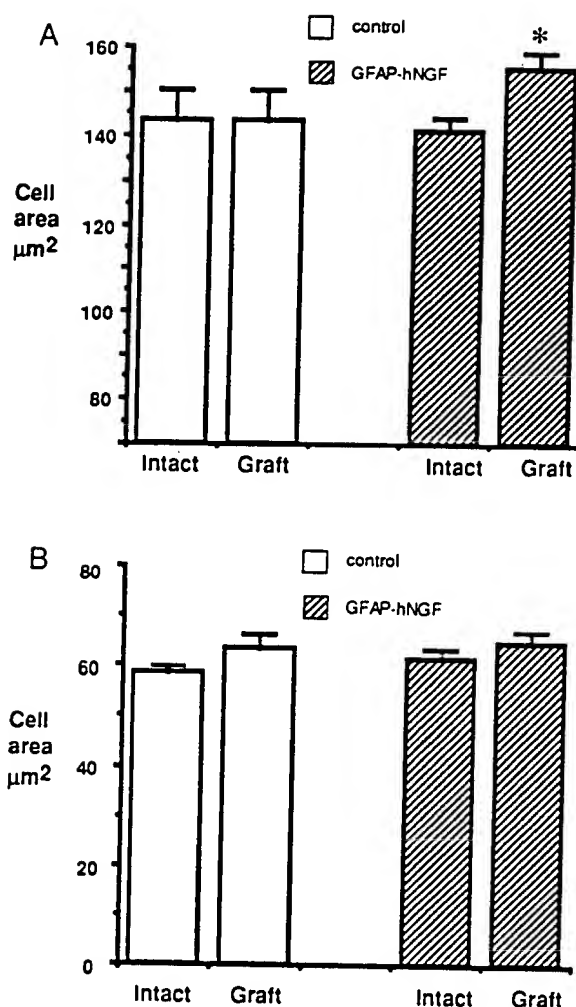 A
160
140
120
100
80
Cell
area
μm2
control
GFAP-hNGF
*
Intact Graft Intact Graft
B
80
60
40
20
0
Cell
area
μm2
control
GFAP-hNGF
Intact Graft Intact Graft